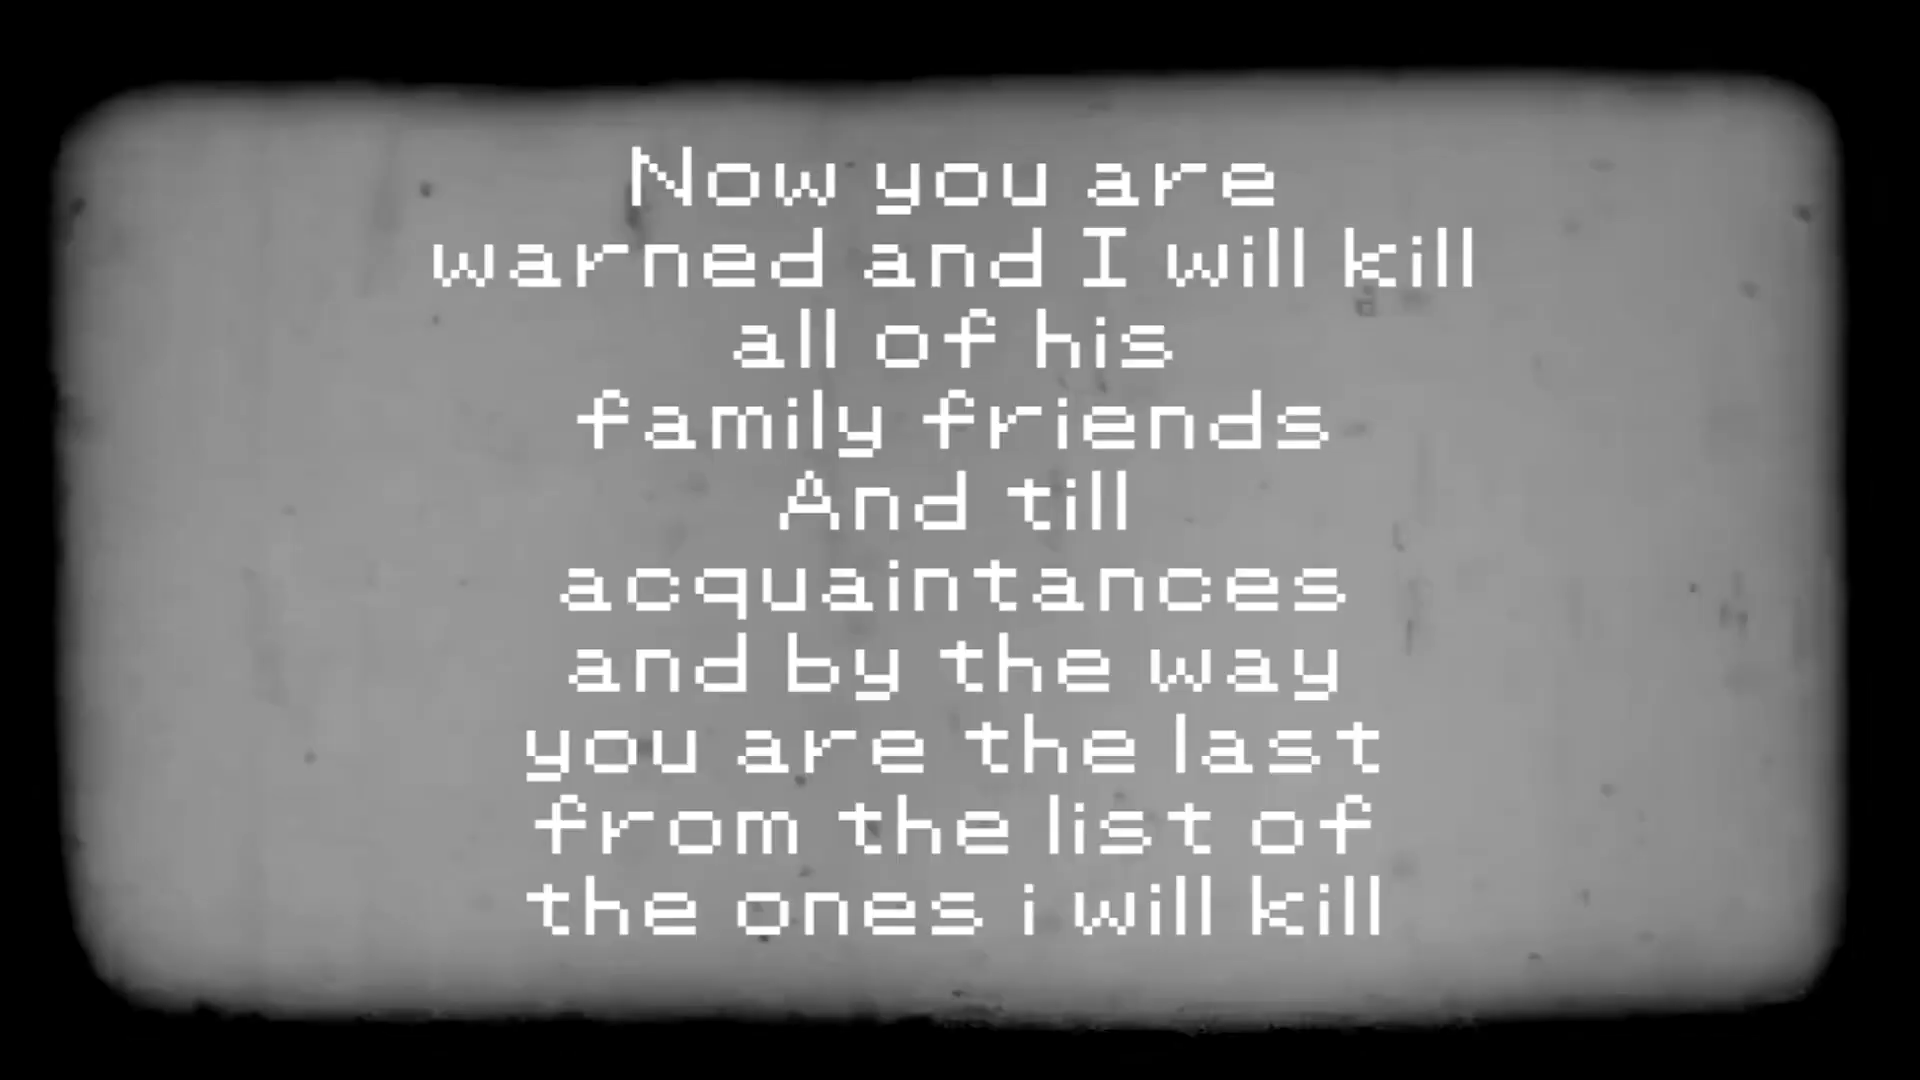 Now you are
warned and I will kill
all of his
family friends
And till
acquaintances
and by the way
you are the last
from the list of
the ones i will kill